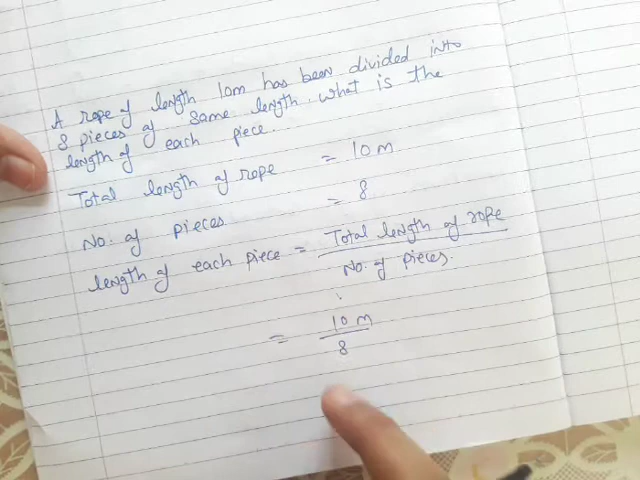 A rope of length 10m has been divided into
8 pieces of same length. what is the
length of each piece.
Total length of rope = 10 m
No. of pieces = 8
length of each piece = Total length of rope
No. of pieces.
= 10 m
8